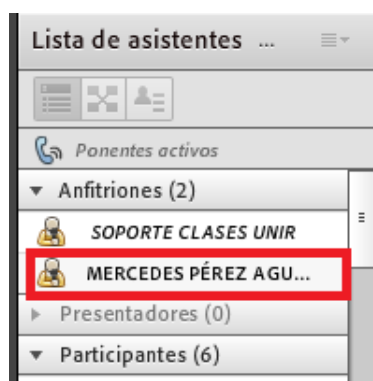 Lista de asistentes ...
Ponentes activos
Anfitriones (2)
SOPORTE CLASES UNIR
MERCEDES PÉREZ AGU...
Presentadores (0)
Participantes (6)